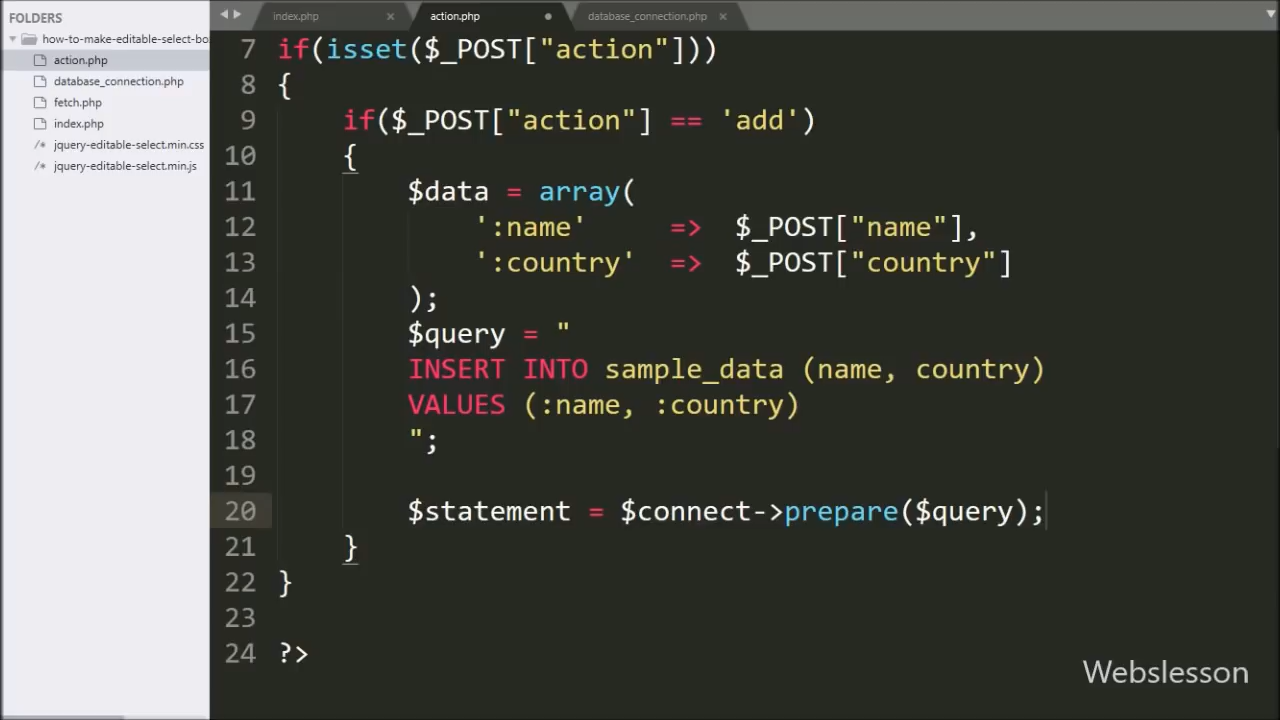 FOLDERS
how-to-make-editable-select-bo
action.php
database_connection.php
fetch.php
index.php
/* jquery-editable-select.min.css
/* jquery-editable-select.min.js
index.php × action.php database_connection.php ×
7 if(isset($_POST["action"]))
8 {
9 if($_POST["action"] == 'add')
10 {
11 $data = array(
12 ':name' => $_POST["name"],
13 ':country' => $_POST["country"]
14 );
15 $query = "
16 INSERT INTO sample_data (name, country)
17 VALUES (:name, :country)
18 ";
19
20 $statement = $connect->prepare($query);
21 }
22 }
23
24 ?>
Webslesson